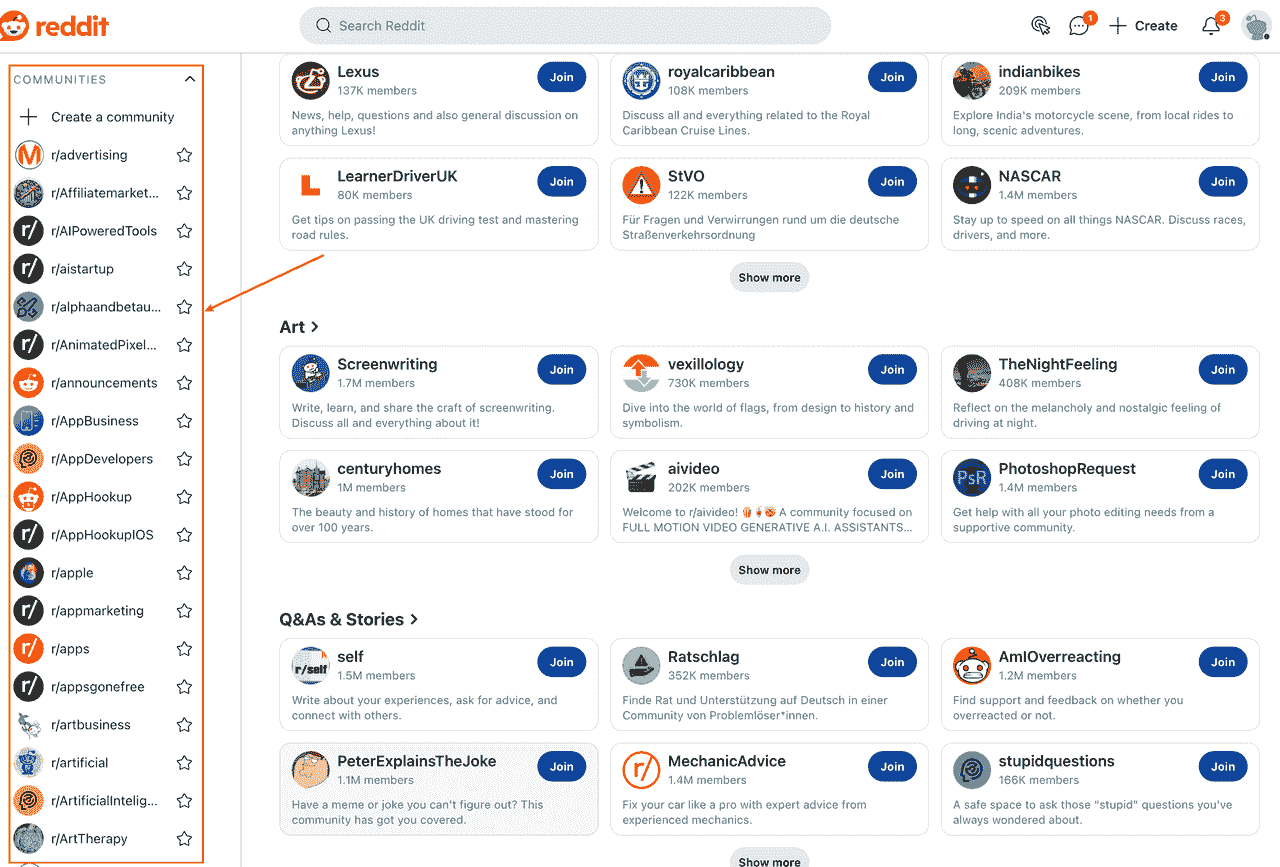 reddit
Search Reddit
1
Create
3
COMMUNITIES
Create a community
r/advertising
r/Affiliatemarket...
r/AIPoweredTools
r/aistartup
r/alphaandbetau...
r/AnimatedPixel...
r/announcements
r/AppBusiness
r/AppDevelopers
r/AppHookup
r/AppHookupIOS
r/apple
r/appmarketing
r/apps
r/appsgonefree
r/artbusiness
r/artificial
r/ArtificialIntelig...
r/ArtTherapy
Lexus
137K members
Join
News, help, questions and also general discussion on
anything Lexus!
royalcaribbean
108K members
Join
Discuss all and everything related to the Royal
Caribbean Cruise Lines.
indianbikes
209K members
Join
Explore India's motorcycle scene, from local rides to
long, scenic adventures.
LearnerDriverUK
80K members
Join
Get tips on passing the UK driving test and mastering
road rules.
StVO
122K members
Join
Für Fragen und Verwirrungen rund um die deutsche
Straßenverkehrsordnung
NASCAR
1.4M members
Join
Stay up to speed on all things NASCAR. Discuss races,
drivers, and more.
Show more
Art
Screenwriting
1.7M members
Join
Write, learn, and share the craft of screenwriting.
Discuss all and everything about it!
vexillology
730K members
Join
Dive into the world of flags, from design to history and
symbolism.
TheNightFeeling
408K members
Join
Reflect on the melancholy and nostalgic feeling of
driving at night.
centuryhomes
1M members
Join
The beauty and history of homes that have stood for
over 100 years.
aivideo
202K members
Join
Welcome to r/aivideo! 🍿🥤🤯 A community focused on
FULL MOTION VIDEO GENERATIVE A.I. ASSISTANTS...
PsR
PhotoshopRequest
1.4M members
Join
Get help with all your photo editing needs from a
supportive community.
Show more
Q&As & Stories
r/self
self
1.5M members
Join
Write about your experiences, ask for advice, and
connect with others.
Ratschlag
352K members
Join
Finde Rat und Unterstützung auf Deutsch in einer
Community von Problemlöser*innen.
AmIOverreacting
1.2M members
Join
Find support and feedback on whether you
overreacted or not.
PeterExplainsTheJoke
1.1M members
Join
Have a meme or joke you can't figure out? This
community has got you covered.
r/
MechanicAdvice
1.4M members
Join
Fix your car like a pro with expert advice from
experienced mechanics.
stupidquestions
166K members
Join
A safe space to ask those "stupid" questions you've
always wondered about.
Show more